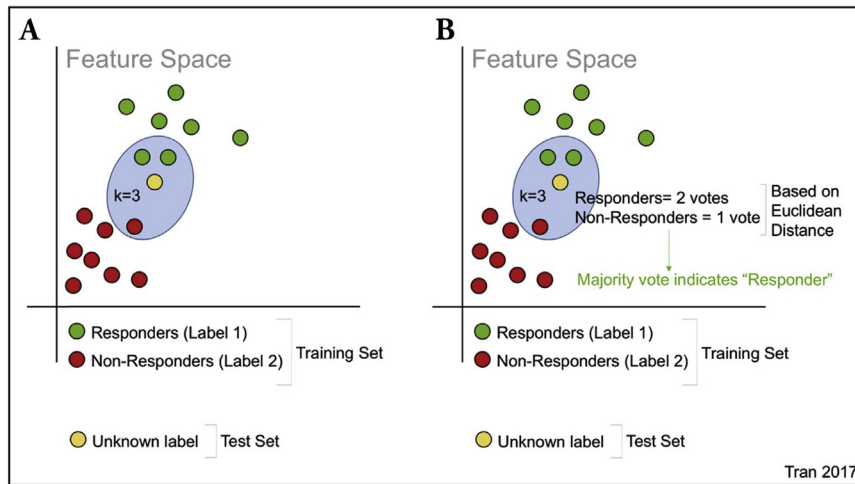 A
Feature Space
k=3
Responders (Label 1)
Non-Responders (Label 2)
Training Set
Unknown label
Test Set
B
Feature Space
k=3
Responders= 2 votes
Non-Responders = 1 vote
Based on
Euclidean
Distance
Majority vote indicates “Responder”
Responders (Label 1)
Non-Responders (Label 2)
Training Set
Unknown label
Test Set
Tran 2017